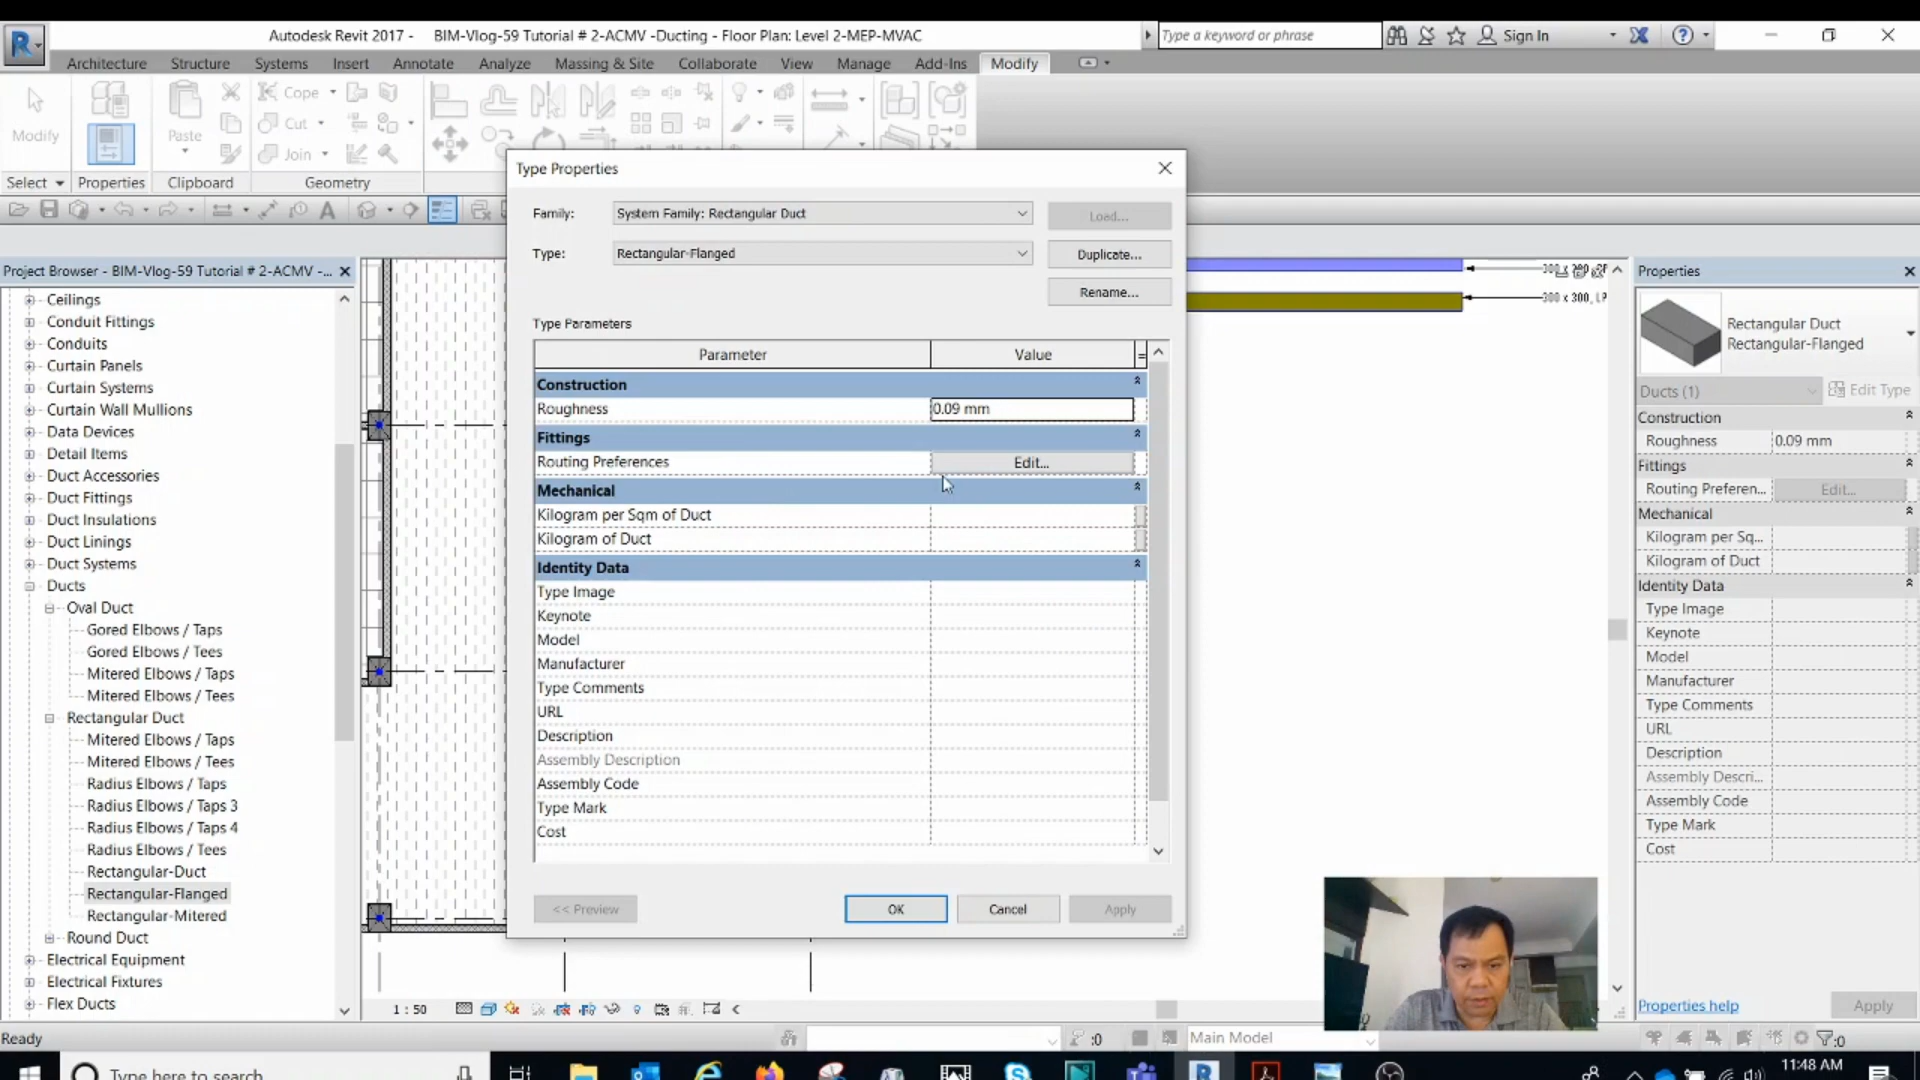 Autodesk Revit 2017 - BIM-Vlog-59 Tutorial # 2-ACMV -Ducting - Floor Plan: Level 2-MEP-MVAC
Type a keyword or phrase
Sign In
Architecture Structure Systems Insert Annotate Analyze Massing & Site Collaborate View Manage Add-Ins Modify
Modify
Paste
Cope
Cut
Join
Select Properties Clipboard Geometry
Project Browser - BIM-Vlog-59 Tutorial # 2-ACMV -...
Ceilings
Conduit Fittings
Conduits
Curtain Panels
Curtain Systems
Curtain Wall Mullions
Data Devices
Detail Items
Duct Accessories
Duct Fittings
Duct Insulations
Duct Linings
Duct Systems
Ducts
Oval Duct
Gored Elbows / Taps
Gored Elbows / Tees
Mitered Elbows / Taps
Mitered Elbows / Tees
Rectangular Duct
Mitered Elbows / Taps
Mitered Elbows / Tees
Radius Elbows / Taps
Radius Elbows / Taps 3
Radius Elbows / Taps 4
Radius Elbows / Tees
Rectangular-Duct
Rectangular-Flanged
Rectangular-Mitered
Round Duct
Electrical Equipment
Electrical Fixtures
Flex Ducts
Type Properties
Family: System Family: Rectangular Duct Load...
Type: Rectangular-Flanged Duplicate...
Rename...
Type Parameters
Parameter Value =
Construction
Roughness 0.09 mm
Fittings
Routing Preferences Edit...
Mechanical
Kilogram per Sqm of Duct
Kilogram of Duct
Identity Data
Type Image
Keynote
Model
Manufacturer
Type Comments
URL
Description
Assembly Description
Assembly Code
Type Mark
Cost
<< Preview OK Cancel Apply
300 x 300, LP
Properties
Rectangular Duct
Rectangular-Flanged
Ducts (1) Edit Type
Construction
Roughness 0.09 mm
Fittings
Routing Preferen... Edit...
Mechanical
Kilogram per Sq...
Kilogram of Duct
Identity Data
Type Image
Keynote
Model
Manufacturer
Type Comments
URL
Description
Assembly Descri...
Assembly Code
Type Mark
Cost
Properties help Apply
1 : 50
Ready
:0
Main Model
:0
Type here to search
11:48 AM